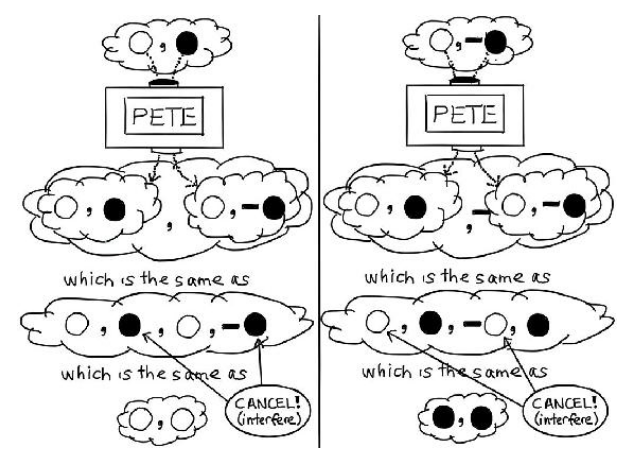 PETE
which is the same as
which is the same as
CANCEL!
(interfere)
PETE
which is the same as
which is the same as
CANCEL!
(interfere)